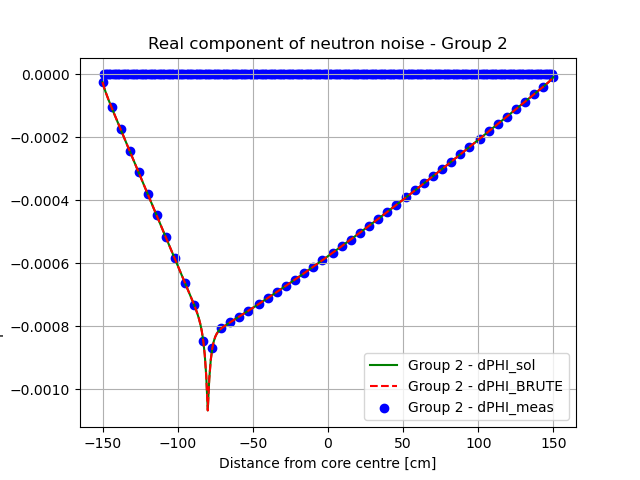 Real component of neutron noise - Group 2
0.0000
−0.0002
−0.0004
−0.0006
−0.0008
−0.0010
Group 2 - dPHI_sol
Group 2 - dPHI_BRUTE
Group 2 - dPHI_meas
−150
−100
−50
0
50
100
150
Distance from core centre [cm]